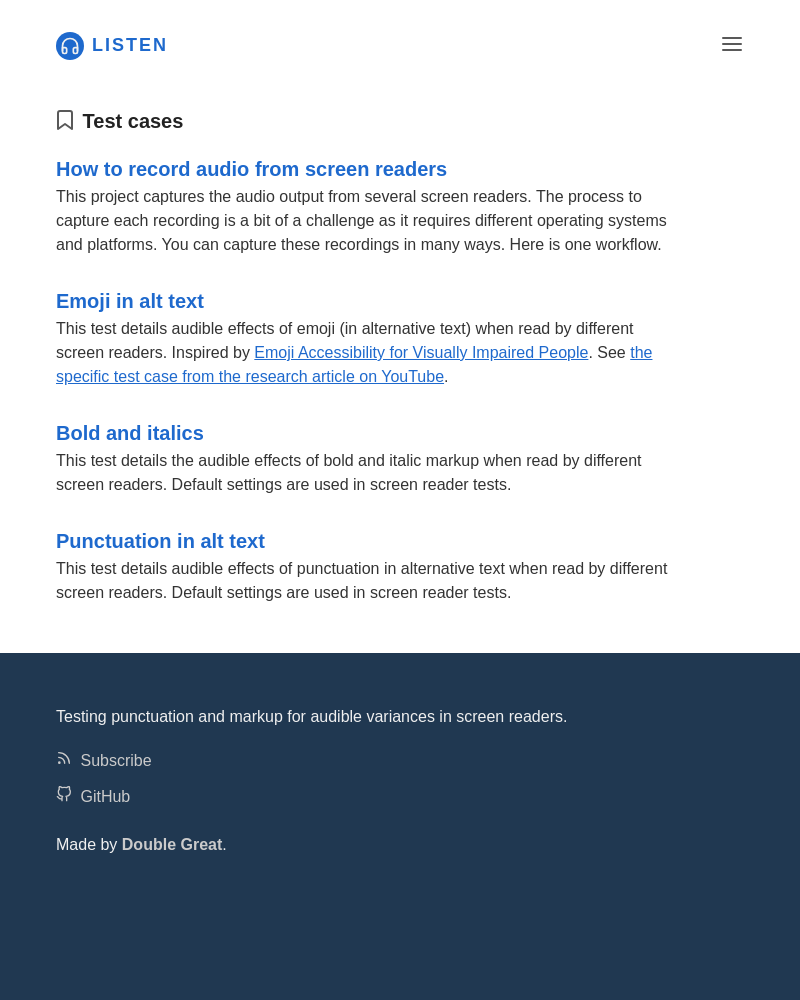 LISTEN
Test cases
How to record audio from screen readers
This project captures the audio output from several screen readers. The process to
capture each recording is a bit of a challenge as it requires different operating systems
and platforms. You can capture these recordings in many ways. Here is one workflow.
Emoji in alt text
This test details audible effects of emoji (in alternative text) when read by different
screen readers. Inspired by Emoji Accessibility for Visually Impaired People. See the
specific test case from the research article on YouTube.
Bold and italics
This test details the audible effects of bold and italic markup when read by different
screen readers. Default settings are used in screen reader tests.
Punctuation in alt text
This test details audible effects of punctuation in alternative text when read by different
screen readers. Default settings are used in screen reader tests.
Testing punctuation and markup for audible variances in screen readers.
Subscribe
GitHub
Made by Double Great.